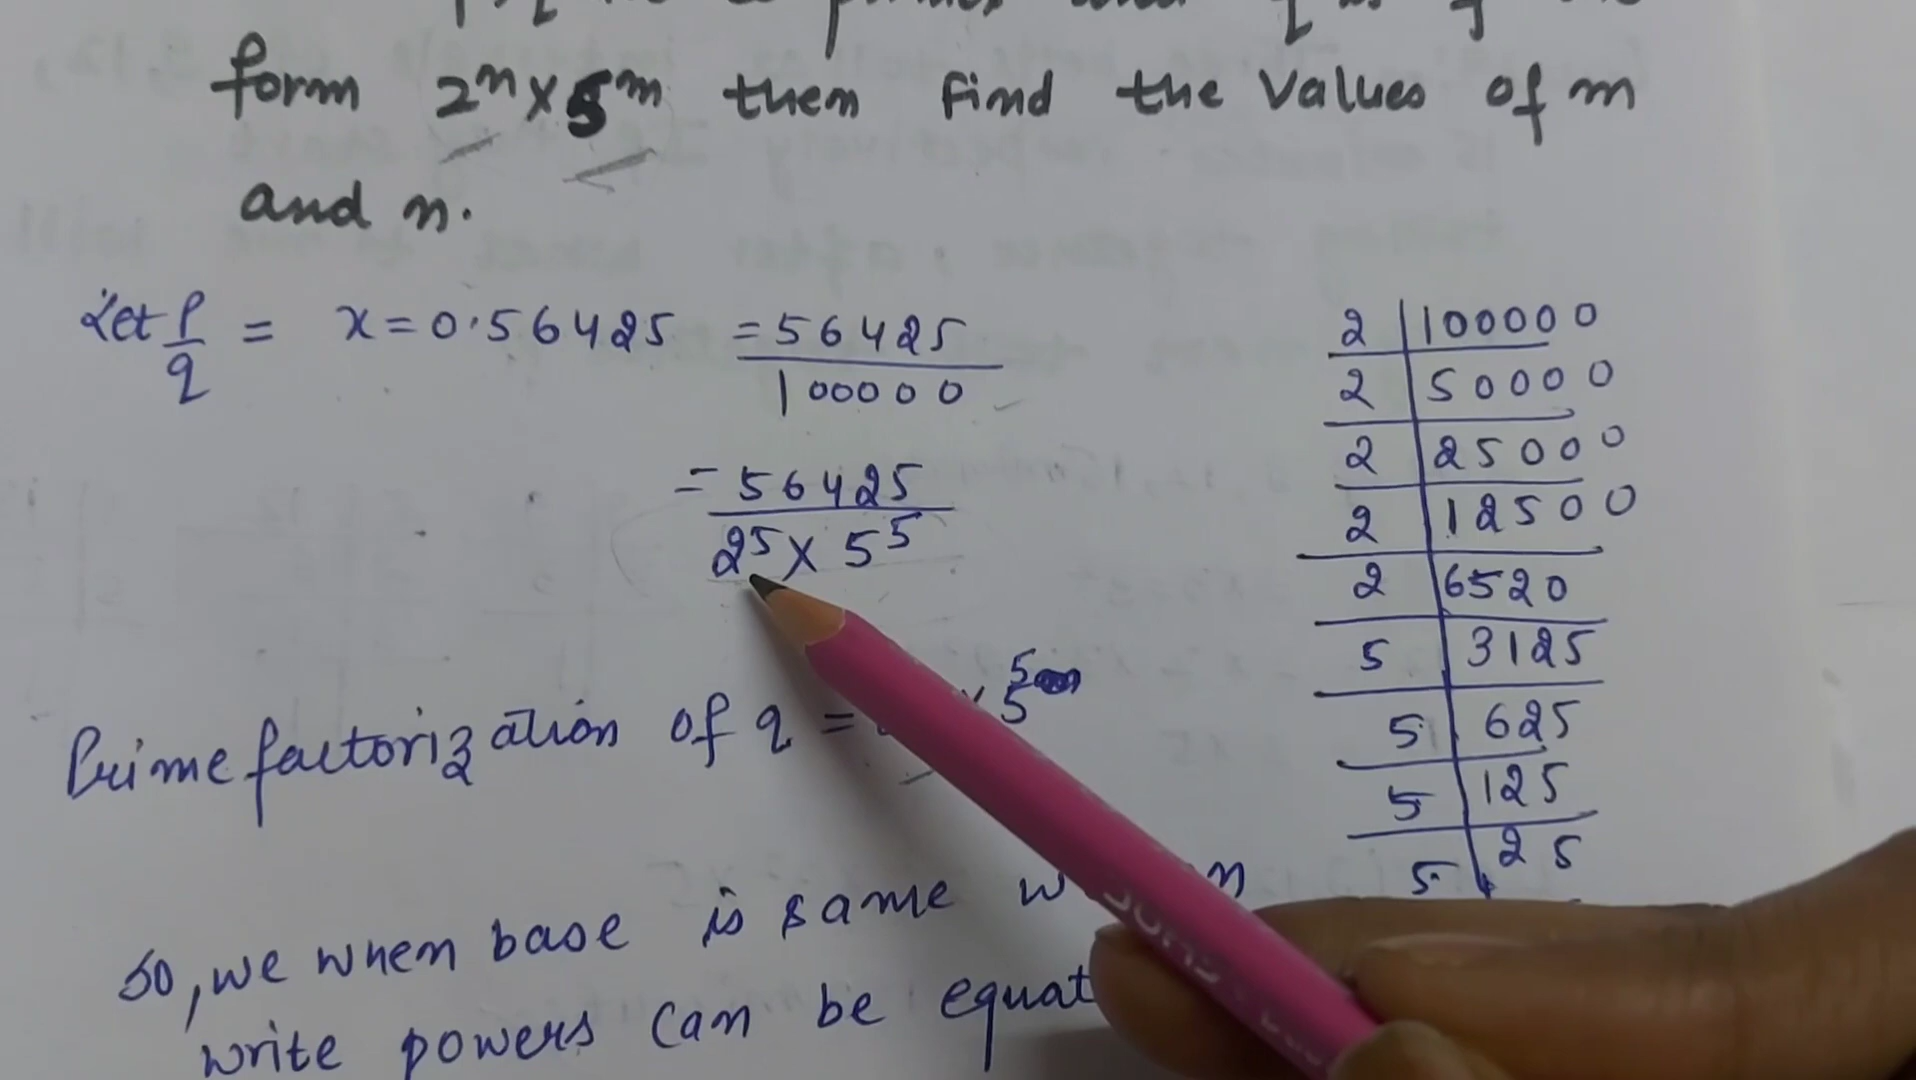 form 2ⁿ × 5ᵐ then find the Values of m
and n.
Let p/q = x = 0.56425 = 56425/100000
= 56425/2⁵ × 5⁵
Prime factorization of q = × 5⁵
So, we when base is same
write powers can be equat
2 | 100000
2 | 50000
2 | 25000
2 | 12500
2 | 6520
5 | 3125
5 | 625
5 | 125
5 | 25